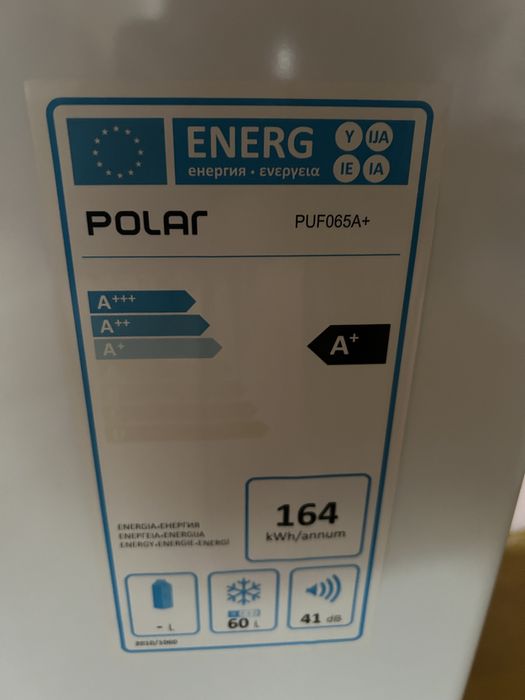 ENERG Y IJA
енергия · ενεργεια IE IA
POLAR PUF065A+
A+++
A++
A+
A+
164
kWh/annum
ENERGIA·ЕНЕРГИЯ
ΕΝΕΡΓΕΙΑ·ENERGIJA
ENERGY·ENERGIE·ENERGI
- L
60 L
41 dB
2010/1060